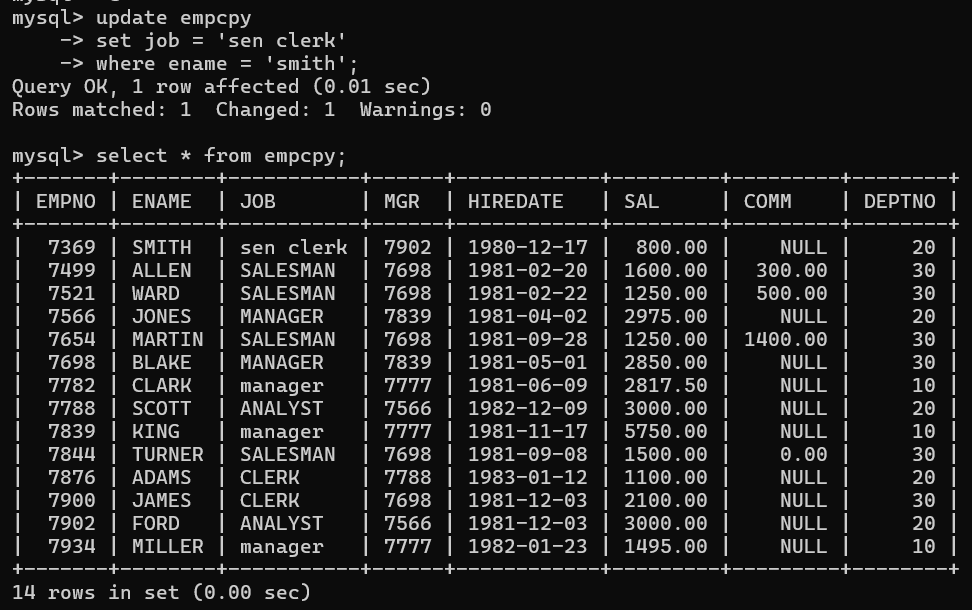 mysql> update empcpy
    -> set job = 'sen clerk'
    -> where ename = 'smith';
Query OK, 1 row affected (0.01 sec)
Rows matched: 1  Changed: 1  Warnings: 0

mysql> select * from empcpy;
+-------+--------+-----------+------+------------+---------+---------+--------+
| EMPNO | ENAME  | JOB       | MGR  | HIREDATE   | SAL     | COMM    | DEPTNO |
+-------+--------+-----------+------+------------+---------+---------+--------+
|  7369 | SMITH  | sen clerk | 7902 | 1980-12-17 |  800.00 |    NULL |     20 |
|  7499 | ALLEN  | SALESMAN  | 7698 | 1981-02-20 | 1600.00 |  300.00 |     30 |
|  7521 | WARD   | SALESMAN  | 7698 | 1981-02-22 | 1250.00 |  500.00 |     30 |
|  7566 | JONES  | MANAGER   | 7839 | 1981-04-02 | 2975.00 |    NULL |     20 |
|  7654 | MARTIN | SALESMAN  | 7698 | 1981-09-28 | 1250.00 | 1400.00 |     30 |
|  7698 | BLAKE  | MANAGER   | 7839 | 1981-05-01 | 2850.00 |    NULL |     30 |
|  7782 | CLARK  | manager   | 7777 | 1981-06-09 | 2817.50 |    NULL |     10 |
|  7788 | SCOTT  | ANALYST   | 7566 | 1982-12-09 | 3000.00 |    NULL |     20 |
|  7839 | KING   | manager   | 7777 | 1981-11-17 | 5750.00 |    NULL |     10 |
|  7844 | TURNER | SALESMAN  | 7698 | 1981-09-08 | 1500.00 |    0.00 |     30 |
|  7876 | ADAMS  | CLERK     | 7788 | 1983-01-12 | 1100.00 |    NULL |     20 |
|  7900 | JAMES  | CLERK     | 7698 | 1981-12-03 | 2100.00 |    NULL |     30 |
|  7902 | FORD   | ANALYST   | 7566 | 1981-12-03 | 3000.00 |    NULL |     20 |
|  7934 | MILLER | manager   | 7777 | 1982-01-23 | 1495.00 |    NULL |     10 |
+-------+--------+-----------+------+------------+---------+---------+--------+
14 rows in set (0.00 sec)